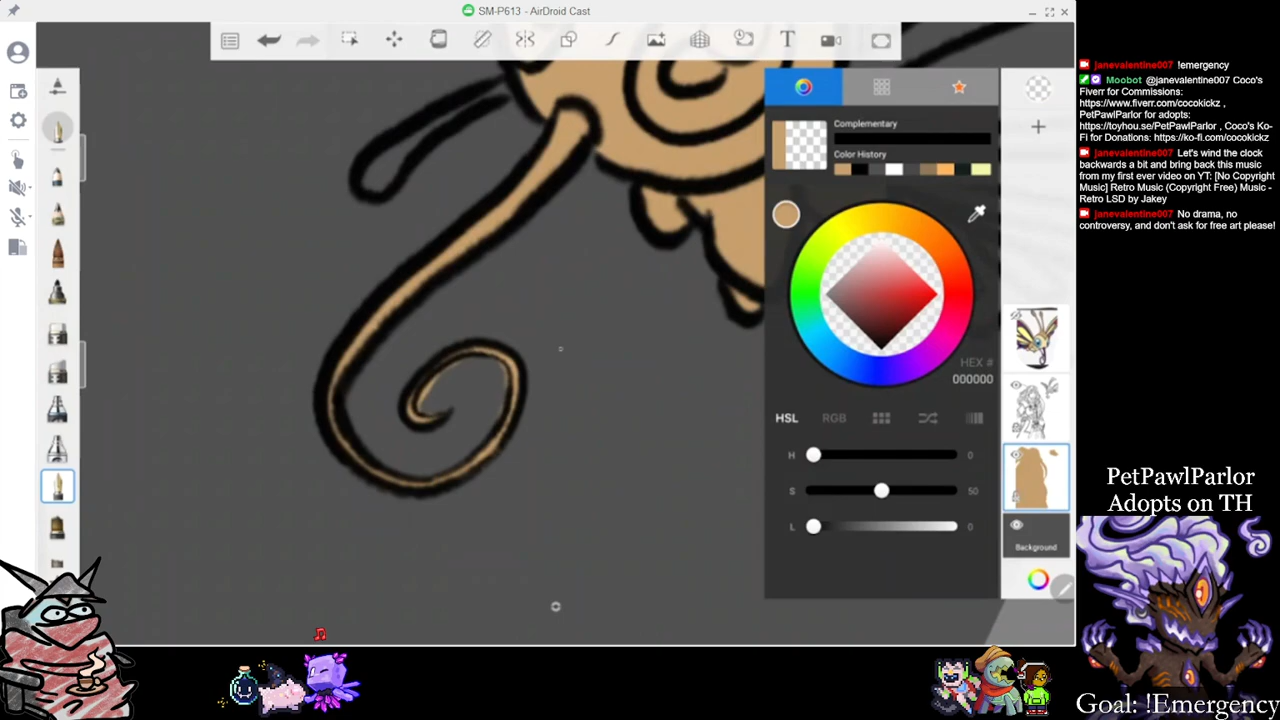 SM-P613 - AirDroid Cast
T
Complementary
Color History
HEX #
000000
HSL
RGB
H
0
S
50
L
0
Background
janevalentine007 !emergency
Moobot @janevalentine007 Coco's
Fiverr for Commissions:
https://www.fiverr.com/cocokickz ,
PetPawlParlor for adopts:
https://toyhou.se/PetPawlParlor , Coco's Ko-
Fi for Donations: https://ko-fi.com/cocokickz
janevalentine007 Let's wind the clock
backwards a bit and bring back this music
from my first ever video on YT: [No Copyright
Music] Retro Music (Copyright Free) Music -
Retro LSD by Jakey
janevalentine007 No drama, no
controversy, and don't ask for free art please!
PetPawlParlor
Adopts on TH
Goal: !Emergency